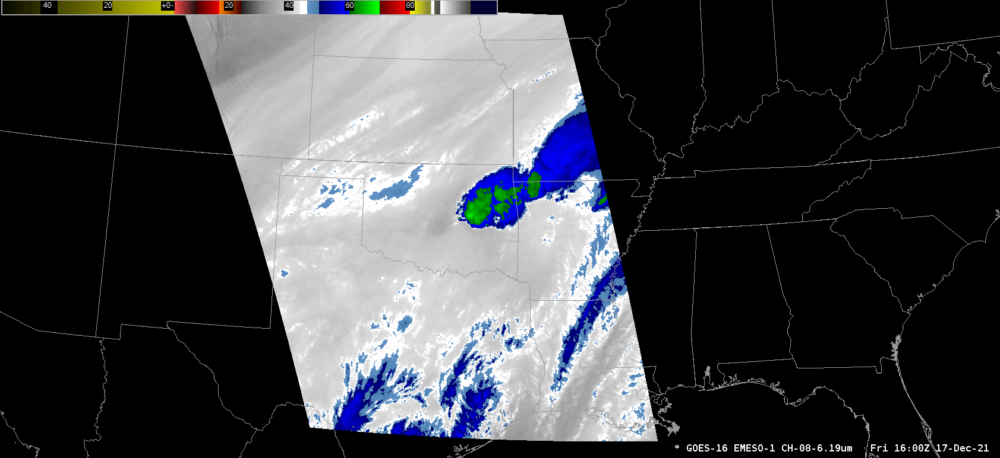 40 20 +0- 20 40 60 80
* GOES-16 EMESO-1 CH-08-6.19um Fri 16:00Z 17-Dec-21